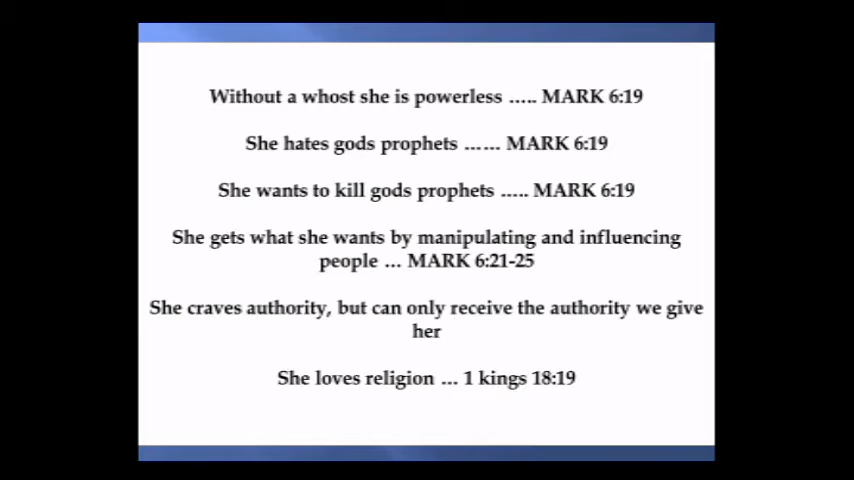 Without a whost she is powerless ..... MARK 6:19
She hates gods prophets ...... MARK 6:19
She wants to kill gods prophets ..... MARK 6:19
She gets what she wants by manipulating and influencing
people ... MARK 6:21-25
She craves authority, but can only receive the authority we give
her
She loves religion ... 1 kings 18:19